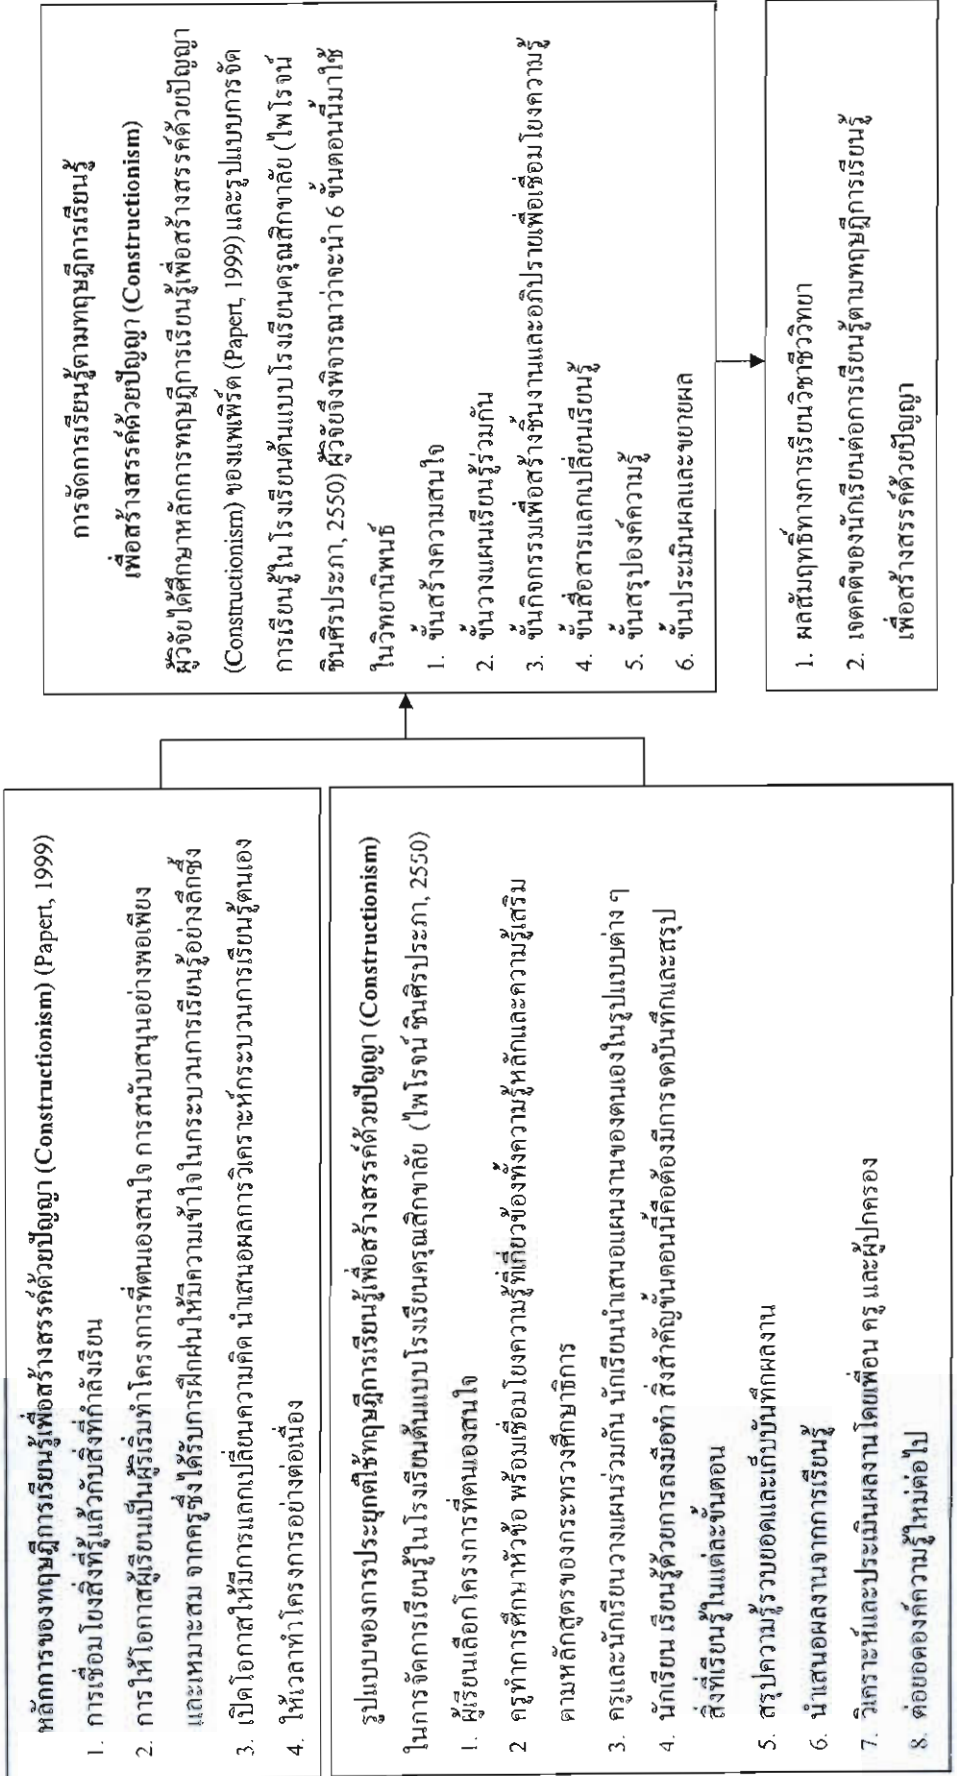 หลักการของทฤษฎีการเรียนรู้เพื่อสร้างสรรค์ด้วยปัญญา (Constructionism) (Papert, 1999)
1. การเชื่อมโยงสิ่งที่รู้แล้วกับสิ่งที่กำลังเรียน
2. การให้โอกาสผู้เรียนเป็นผู้ริเริ่มทำโครงการที่ตนเองสนใจ การสนับสนุนอย่างพอเพียง
และเหมาะสม จากครูซึ่งได้รับการฝึกฝนให้มีความเข้าใจในกระบวนการเรียนรู้อย่างลึกซึ้ง
3. เปิดโอกาสให้มีการแลกเปลี่ยนความคิด นำเสนอผลการวิเคราะห์กระบวนการเรียนรู้ตนเอง
4. ให้เวลาทำโครงการอย่างต่อเนื่อง
รูปแบบของการประยุกต์ใช้ทฤษฎีการเรียนรู้เพื่อสร้างสรรค์ด้วยปัญญา (Constructionism)
ในการจัดการเรียนรู้ในโรงเรียนต้นแบบโรงเรียนดรุณสิกขาลัย (ไพโรจน์ ชินศิรประภา, 2550)
1. ผู้เรียนเลือกโครงการที่ตนเองสนใจ
2 ครูทำการศึกษาหัวข้อ พร้อมเชื่อมโยงความรู้ที่เกี่ยวข้องทั้งความรู้หลักและความรู้เสริม
ตามหลักสูตรของกระทรวงศึกษาธิการ
3. ครูและนักเรียนวางแผนร่วมกัน นักเรียนนำเสนอแผนงานของตนเองในรูปแบบต่าง ๆ
4. นักเรียน เรียนรู้ด้วยการลงมือทำ สิ่งสำคัญขั้นตอนนี้คือต้องมีการจดบันทึกและสรุป
สิ่งที่เรียนรู้ในแต่ละขั้นตอน
5. สรุปความรู้รวบยอดและเก็บบันทึกผลงาน
6. นำเสนอผลงานจากการเรียนรู้
7. วิเคราะห์และประเมินผลงานโดยเพื่อน ครู และผู้ปกครอง
8. ต่อยอดองค์ความรู้ใหม่ต่อไป
การจัดการเรียนรู้ตามทฤษฎีการเรียนรู้
เพื่อสร้างสรรค์ด้วยปัญญา (Constructionism)
ผู้วิจัยได้ศึกษาหลักการทฤษฎีการเรียนรู้เพื่อสร้างสรรค์ด้วยปัญญา
(Constructionism) ของแพเพิร์ต (Papert, 1999) และรูปแบบการจัด
การเรียนรู้ในโรงเรียนต้นแบบโรงเรียนดรุณสิกขาลัย (ไพโรจน์
ชินศิรประภา, 2550) ผู้วิจัยจึงพิจารณาว่าจะนำ 6 ขั้นตอนนี้มาใช้
ในวิทยานิพนธ์
1. ขั้นสร้างความสนใจ
2. ขั้นวางแผนเรียนรู้ร่วมกัน
3. ขั้นกิจกรรมเพื่อสร้างชิ้นงานและอภิปรายเพื่อเชื่อมโยงความรู้
4. ขั้นสื่อสารแลกเปลี่ยนเรียนรู้
5. ขั้นสรุปองค์ความรู้
6. ขั้นประเมินผลและขยายผล
1. ผลสัมฤทธิ์ทางการเรียนวิชาชีววิทยา
2. เจตคติของนักเรียนต่อการเรียนรู้ตามทฤษฎีการเรียนรู้
เพื่อสร้างสรรค์ด้วยปัญญา